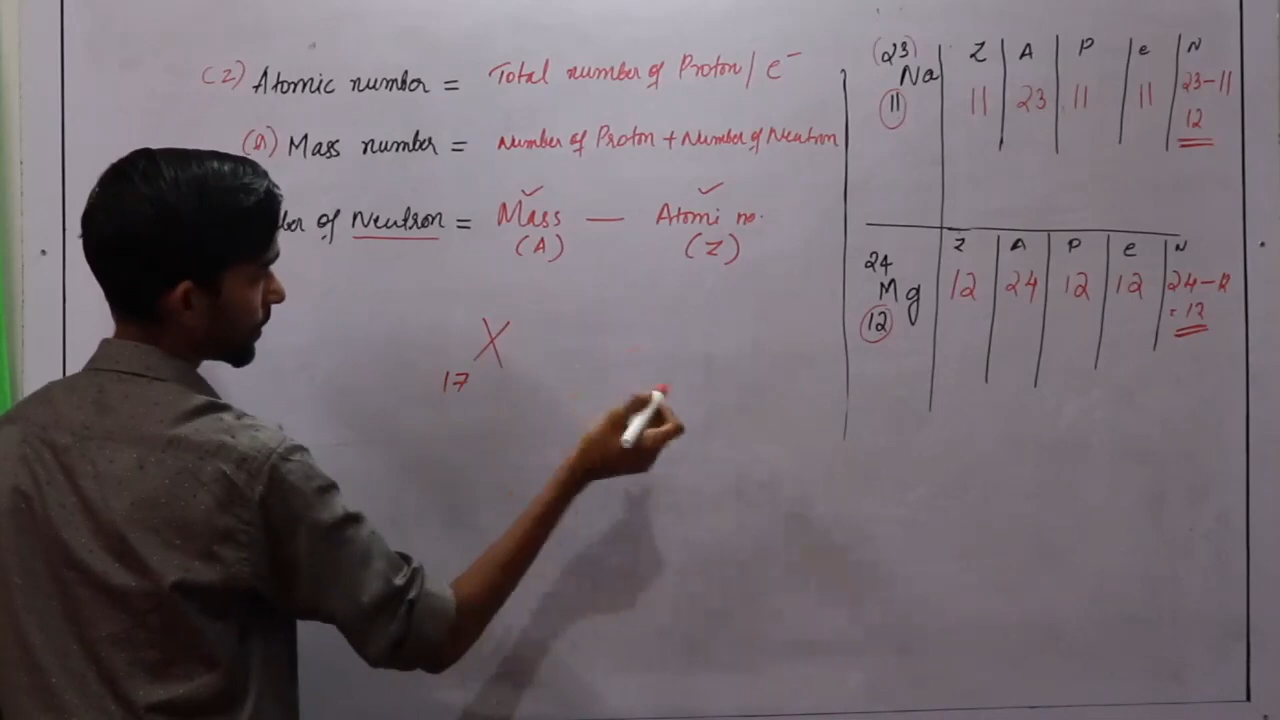 (Z) Atomic number = Total number of Proton / e⁻
(A) Mass number = Number of Proton + Number of Neutron
of Neutron = Mass — Atomi no.
(A) (Z)
X
17
(23)
Na
11
Z A P e N
11 23 11 11 23-11
12
24
Mg
12
Z A P e N
12 24 12 12 24-12
= 12